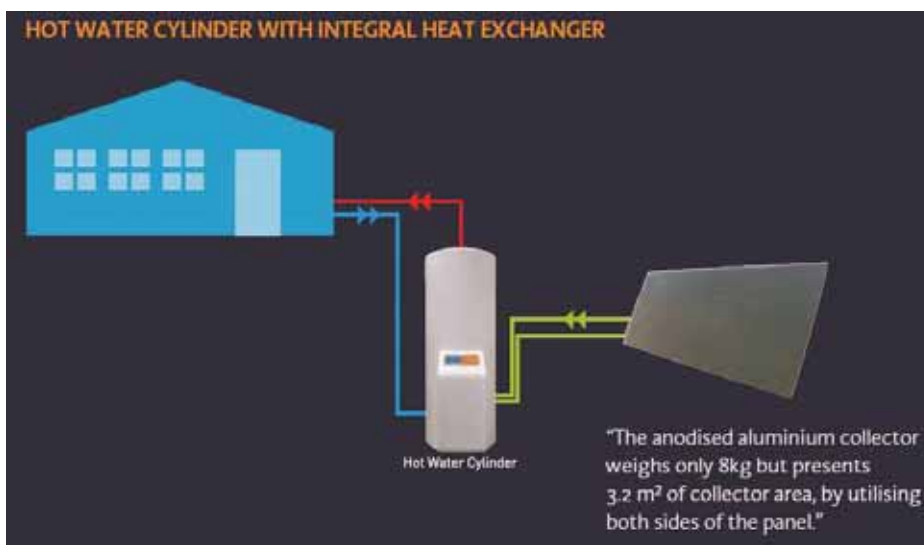 HOT WATER CYLINDER WITH INTEGRAL HEAT EXCHANGER
Hot Water Cylinder
"The anodised aluminium collector
weighs only 8kg but presents
3.2 m² of collector area, by utilising
both sides of the panel."